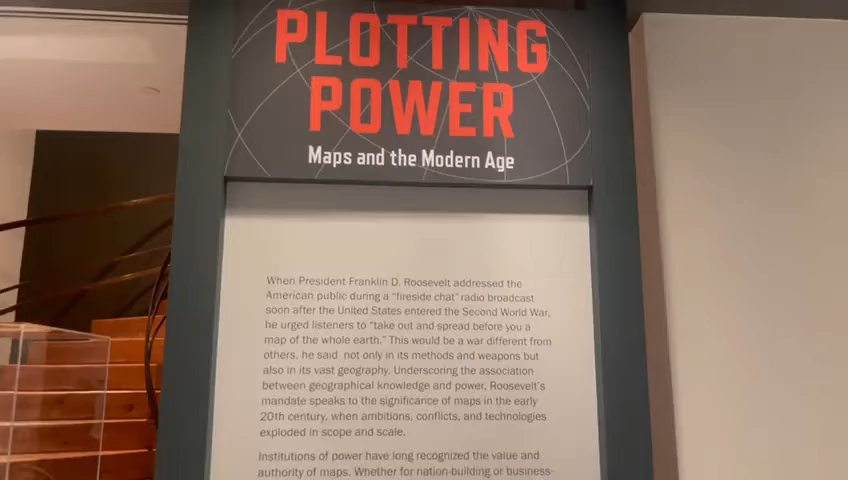 PLOTTING
POWER
Maps and the Modern Age
When President Franklin D. Roosevelt addressed the
American public during a “fireside chat” radio broadcast
soon after the United States entered the Second World War,
he urged listeners to “take out and spread before you a
map of the whole earth.” This would be a war different from
others, he said not only in its methods and weapons but
also in its vast geography. Underscoring the association
between geographical knowledge and power, Roosevelt’s
mandate speaks to the significance of maps in the early
20th century, when ambitions, conflicts, and technologies
exploded in scope and scale.
Institutions of power have long recognized the value and
authority of maps. Whether for nation-building or business-